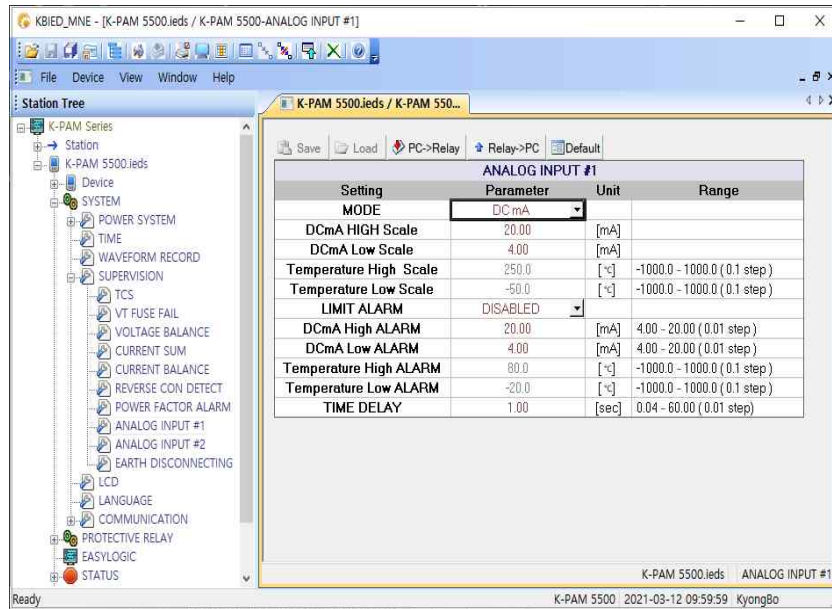 KBIED_MNE - [K-PAM 5500.ieds / K-PAM 5500-ANALOG INPUT #1]
File Device View Window Help
Station Tree
K-PAM Series
Station
K-PAM 5500.ieds
Device
SYSTEM
POWER SYSTEM
TIME
WAVEFORM RECORD
SUPERVISION
TCS
VT FUSE FAIL
VOLTAGE BALANCE
CURRENT SUM
CURRENT BALANCE
REVERSE CON DETECT
POWER FACTOR ALARM
ANALOG INPUT #1
ANALOG INPUT #2
EARTH DISCONNECTING
LCD
LANGUAGE
COMMUNICATION
PROTECTIVE RELAY
EASYLOGIC
STATUS
K-PAM 5500.ieds / K-PAM 550...
Save Load PC->Relay Relay->PC Default
ANALOG INPUT #1
Setting Parameter Unit Range
MODE DC mA
DCmA HIGH Scale 20.00 [mA]
DCmA Low Scale 4.00 [mA]
Temperature High Scale 250.0 [℃] -1000.0 - 1000.0 ( 0.1 step )
Temperature Low Scale -50.0 [℃] -1000.0 - 1000.0 ( 0.1 step )
LIMIT ALARM DISABLED
DCmA High ALARM 20.00 [mA] 4.00 - 20.00 ( 0.01 step )
DCmA Low ALARM 4.00 [mA] 4.00 - 20.00 ( 0.01 step )
Temperature High ALARM 80.0 [℃] -1000.0 - 1000.0 ( 0.1 step )
Temperature Low ALARM -20.0 [℃] -1000.0 - 1000.0 ( 0.1 step )
TIME DELAY 1.00 [sec] 0.04 - 60.00 ( 0.01 step)
K-PAM 5500.ieds ANALOG INPUT #1
Ready K-PAM 5500 2021-03-12 09:59:59 KyongBo